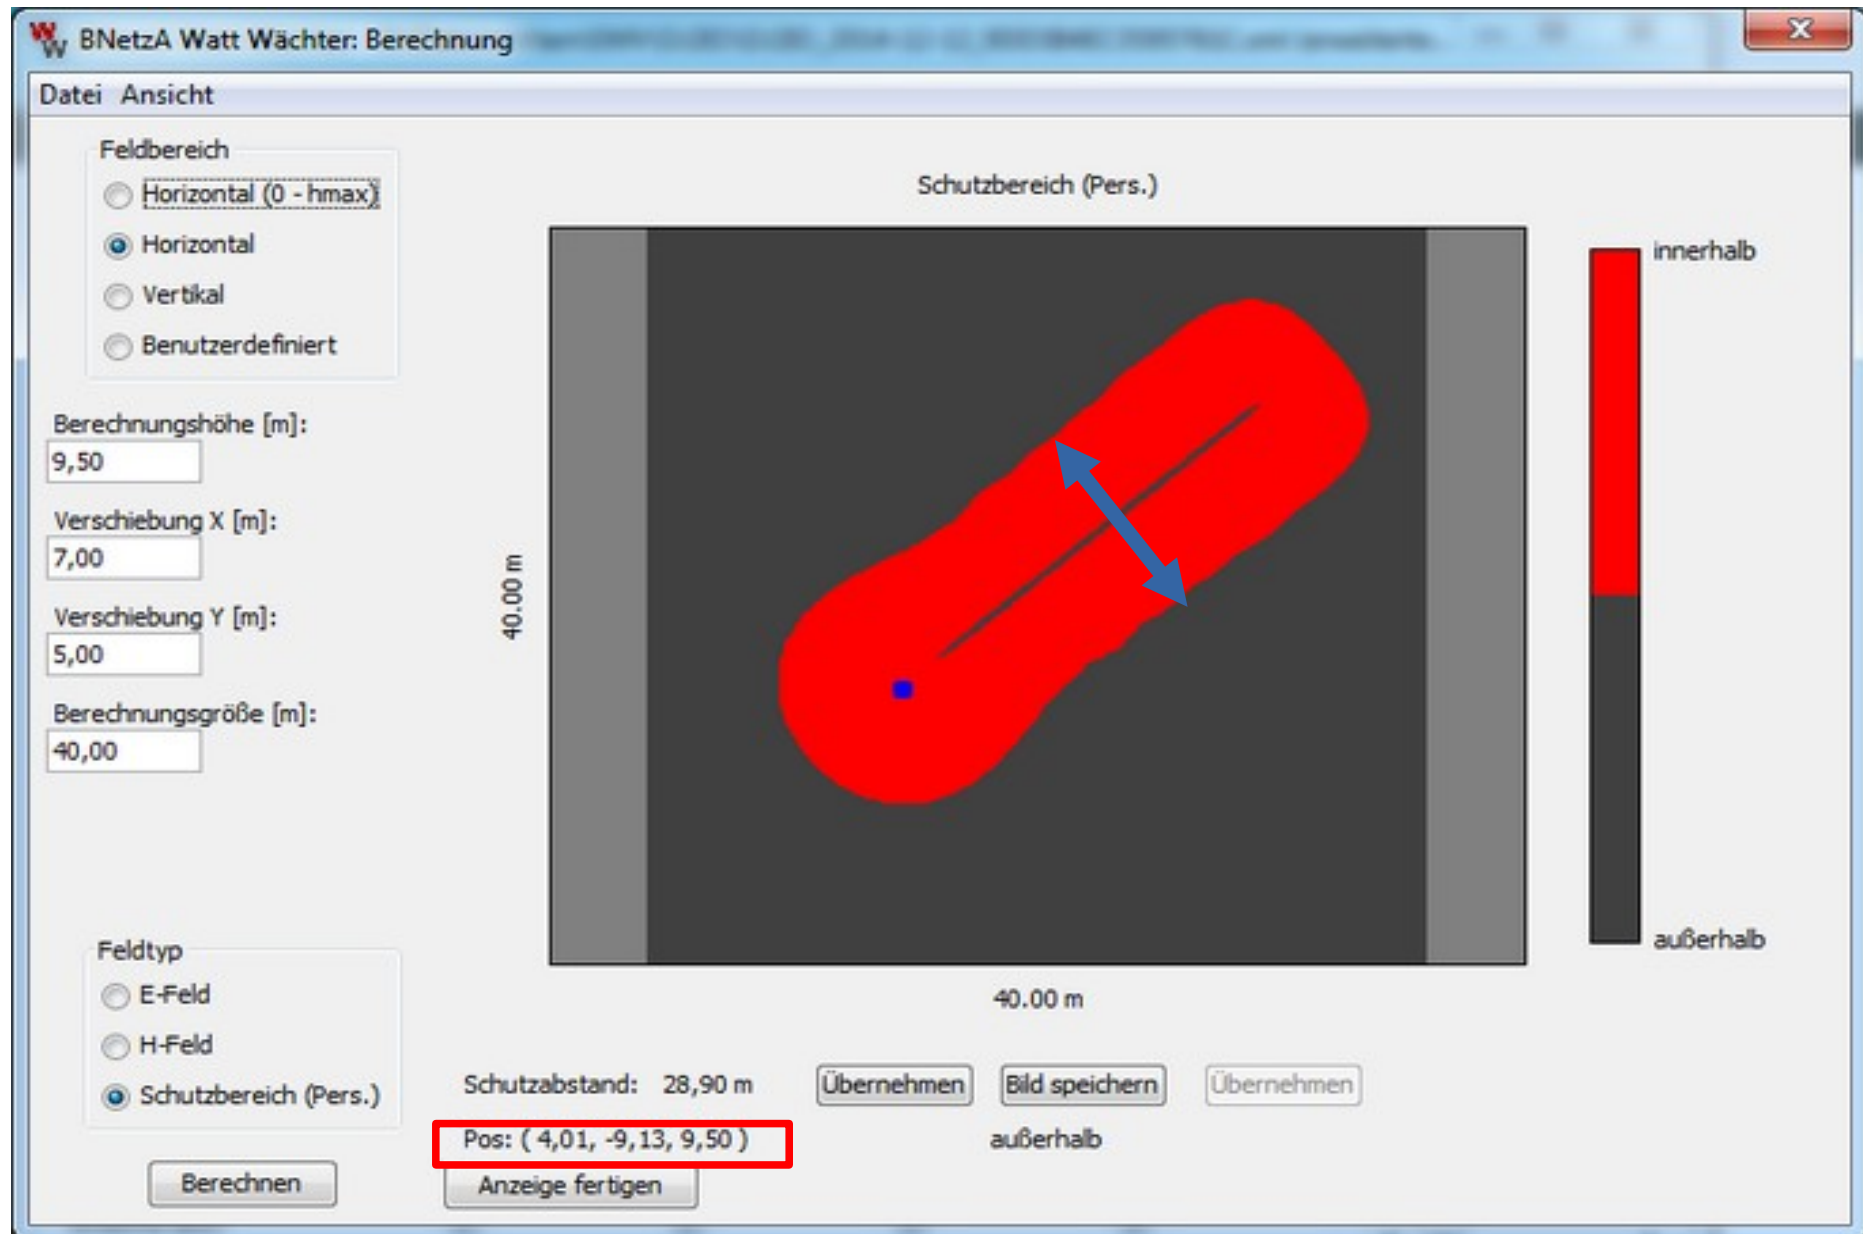 BNetzA Watt Wächter: Berechnung
Datei Ansicht
Feldbereich
Horizontal (0 - hmax)
Horizontal
Vertikal
Benutzerdefiniert
Berechnungshöhe [m]:
9,50
Verschiebung X [m]:
7,00
Verschiebung Y [m]:
5,00
Berechnungsgröße [m]:
40,00
Feldtyp
E-Feld
H-Feld
Schutzbereich (Pers.)
Berechnen
Schutzbereich (Pers.)
40.00 m
40.00 m
innerhalb
außerhalb
Schutzabstand: 28,90 m Übernehmen Bild speichern Übernehmen
Pos: ( 4,01, -9,13, 9,50 ) außerhalb
Anzeige fertigen